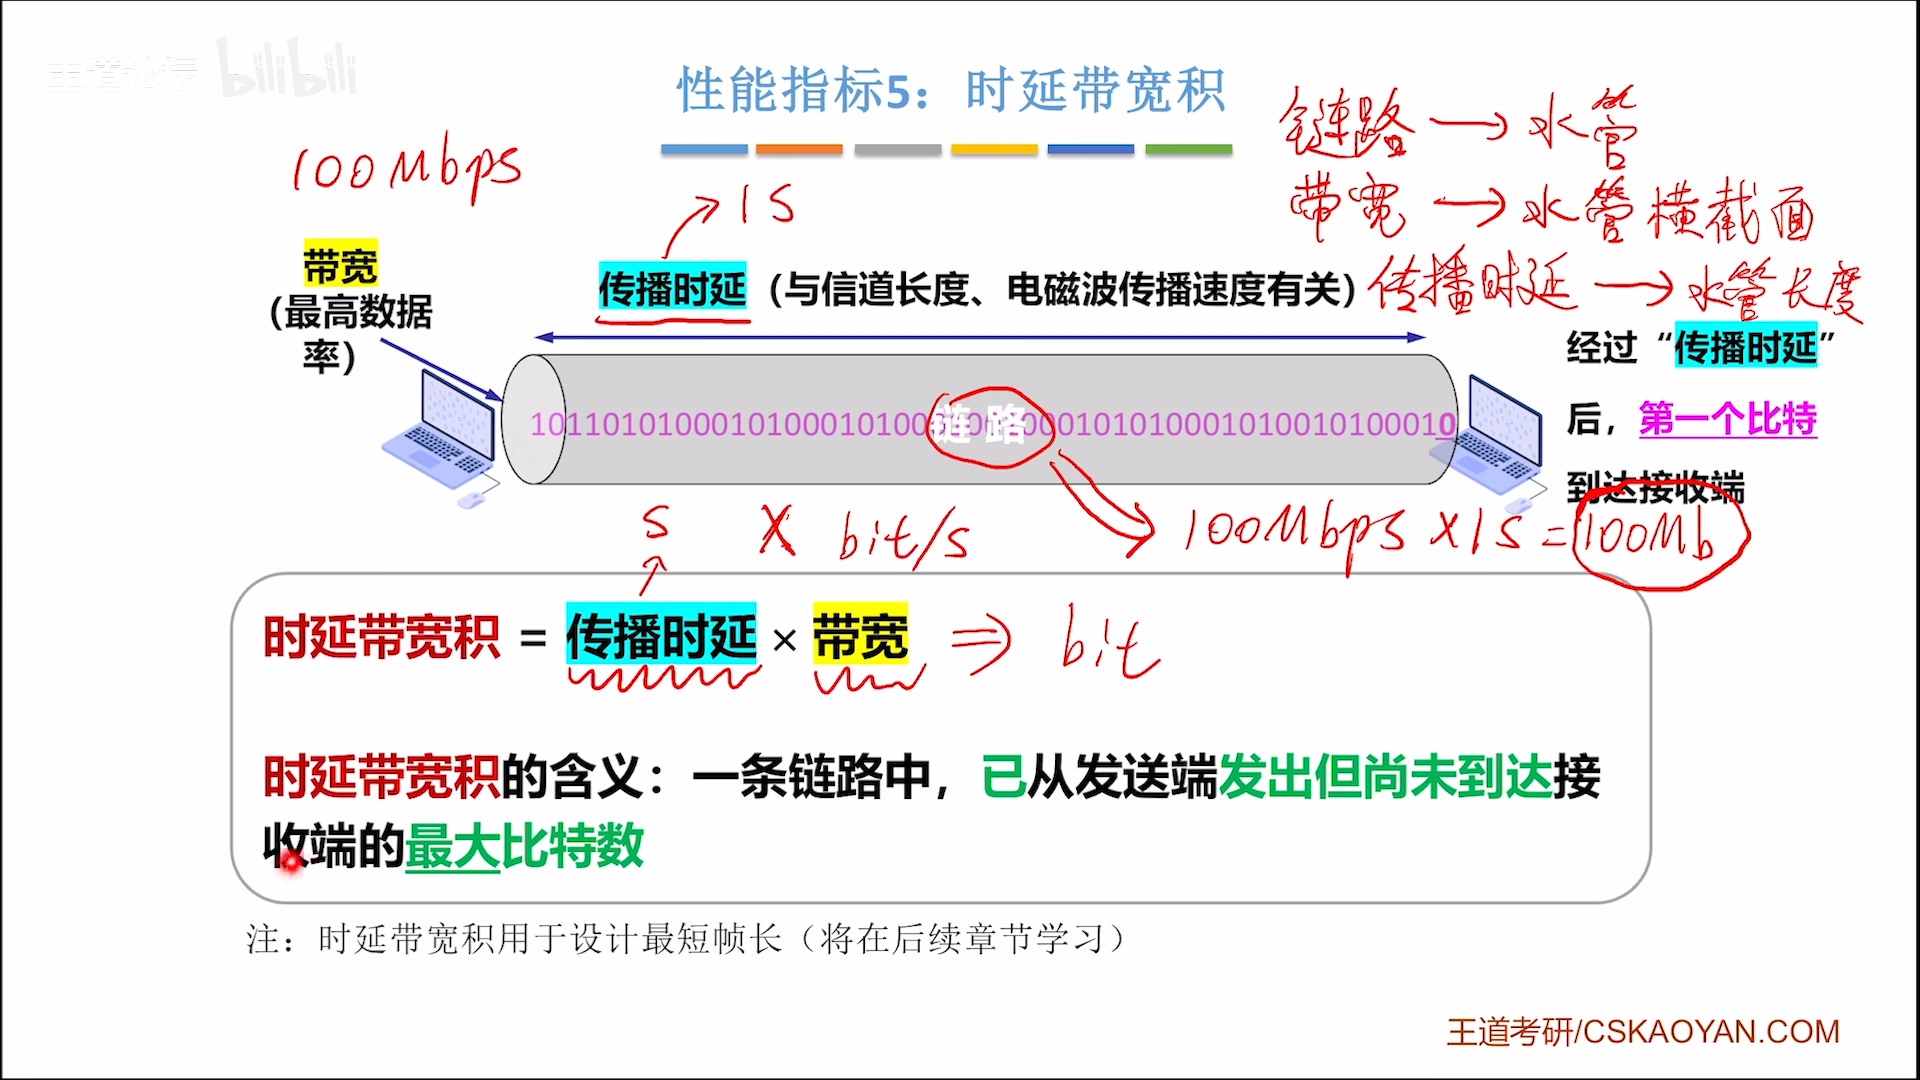 王道论坛 bilibili
性能指标5：时延带宽积
100Mbps
1s
链路 → 水管
带宽 → 水管横截面
传播时延 → 水管长度
带宽
（最高数据
率）
传播时延（与信道长度、电磁波传播速度有关）
链路
经过“传播时延”
后，第一个比特
到达接收端
s × bit/s
100Mbps ×1s =100Mb
时延带宽积 = 传播时延 × 带宽 ⇒ bit
时延带宽积的含义：一条链路中，已从发送端发出但尚未到达接
收端的最大比特数
注：时延带宽积用于设计最短帧长（将在后续章节学习）
王道考研/CSKAOYAN.COM